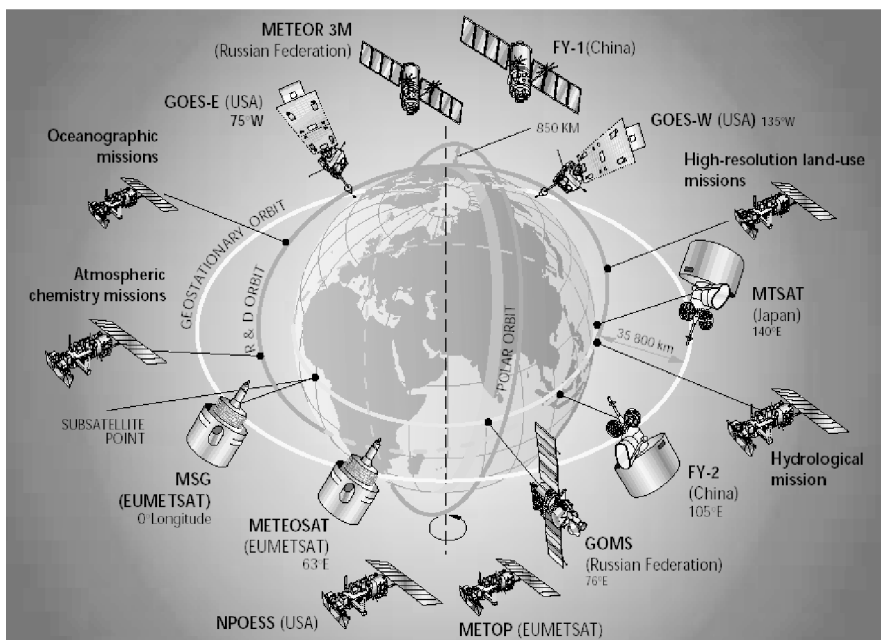 METEOR 3M
(Russian Federation)
FY-1(China)
GOES-E (USA)
75°W
850 KM
GOES-W (USA) 135°W
Oceanographic
missions
High-resolution land-use
missions
GEOSTATIONARY ORBIT
R & D ORBIT
Atmospheric
chemistry missions
MTSAT
(Japan)
140°E
35 800 km
POLAR ORBIT
SUBSATELLITE
POINT
MSG
(EUMETSAT)
0°Longitude
METEOSAT
(EUMETSAT)
63°E
FY-2
(China)
105°E
Hydrological
mission
GOMS
(Russian Federation)
76°E
NPOESS (USA)
METOP (EUMETSAT)